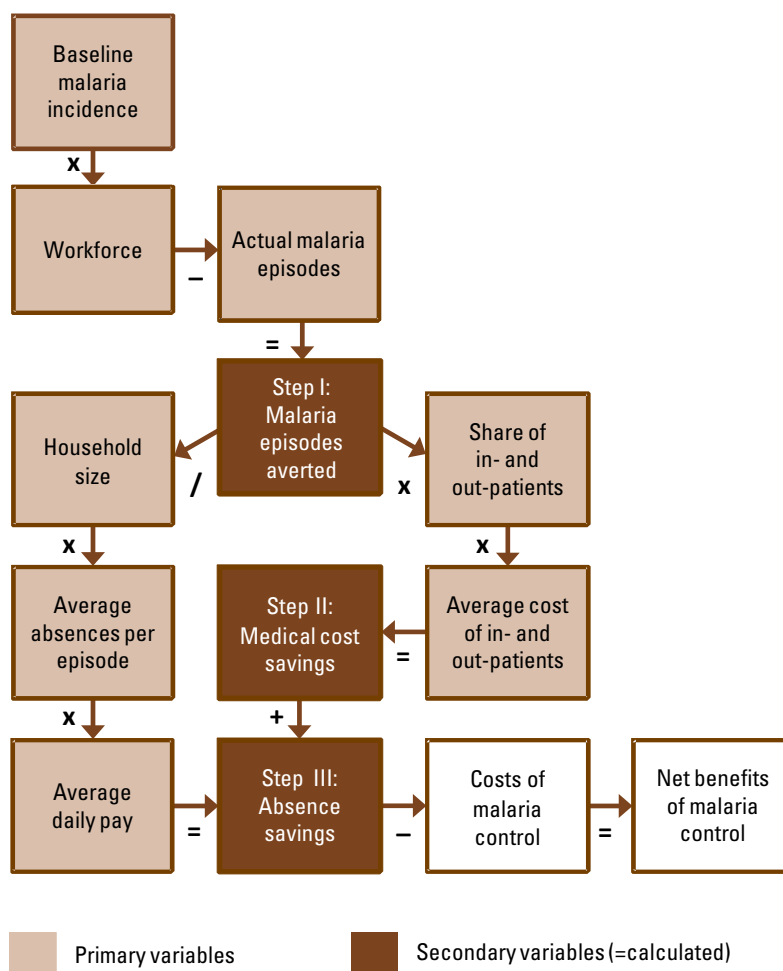 Baseline
malaria
incidence
x
Workforce
–
Actual malaria
episodes
=
Step I:
Malaria
episodes
averted
Household
size
/
x
Share of
in- and
out-patients
x
x
Average
absences per
episode
Step II:
Medical cost
savings
=
Average cost
of in- and
out-patients
x
+
Average
daily pay
=
Step III:
Absence
savings
–
Costs of
malaria
control
=
Net benefits
of malaria
control
Primary variables
Secondary variables (=calculated)